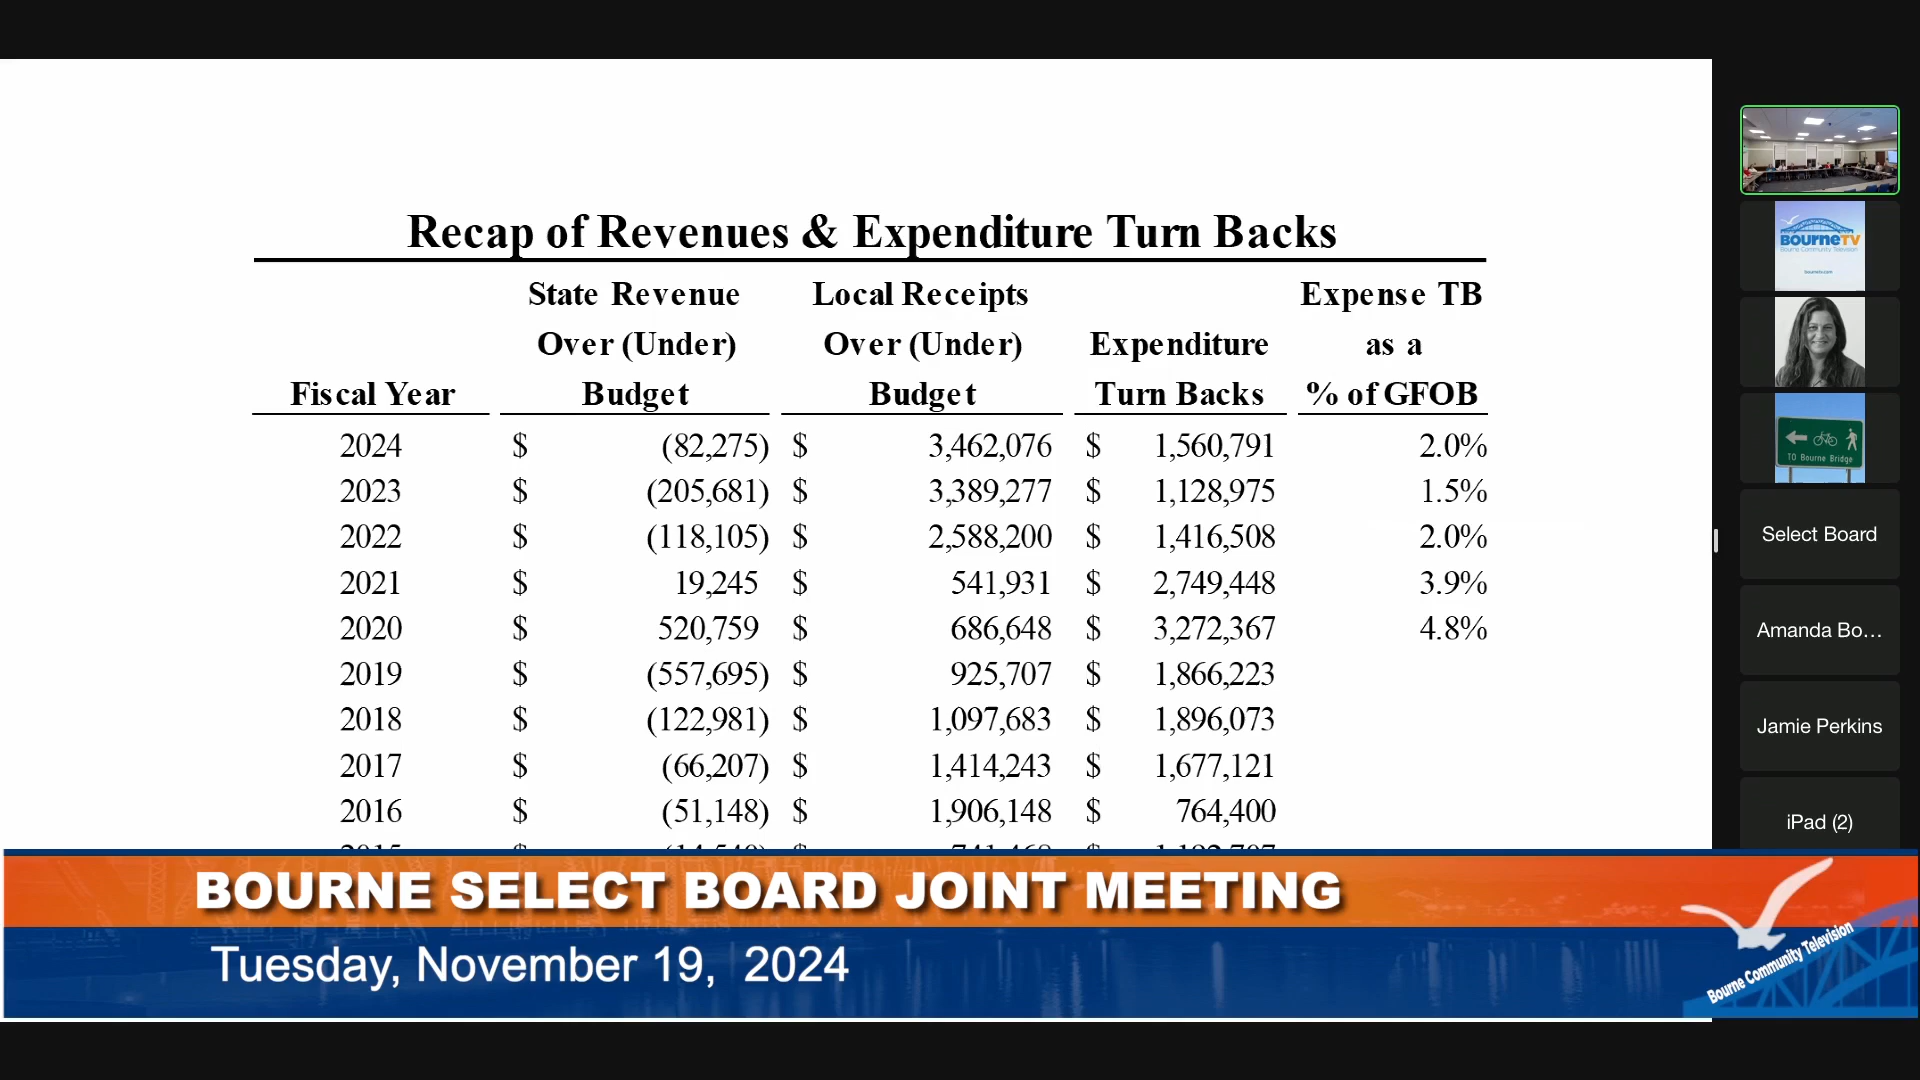 Recap of Revenues & Expenditure Turn Backs
State Revenue Local Receipts Expense TB
Over (Under) Over (Under) Expenditure as a
Fiscal Year Budget Budget Turn Backs % of GFOB
2024 $ (82,275) $ 3,462,076 $ 1,560,791 2.0%
2023 $ (205,681) $ 3,389,277 $ 1,128,975 1.5%
2022 $ (118,105) $ 2,588,200 $ 1,416,508 2.0%
2021 $ 19,245 $ 541,931 $ 2,749,448 3.9%
2020 $ 520,759 $ 686,648 $ 3,272,367 4.8%
2019 $ (557,695) $ 925,707 $ 1,866,223
2018 $ (122,981) $ 1,097,683 $ 1,896,073
2017 $ (66,207) $ 1,414,243 $ 1,677,121
2016 $ (51,148) $ 1,906,148 $ 764,400
BOURNE SELECT BOARD JOINT MEETING
Tuesday, November 19, 2024
Bourne Community Television
BOURNETV
Bourne Community Television
TO Bourne Bridge
Select Board
Amanda Bo...
Jamie Perkins
iPad (2)